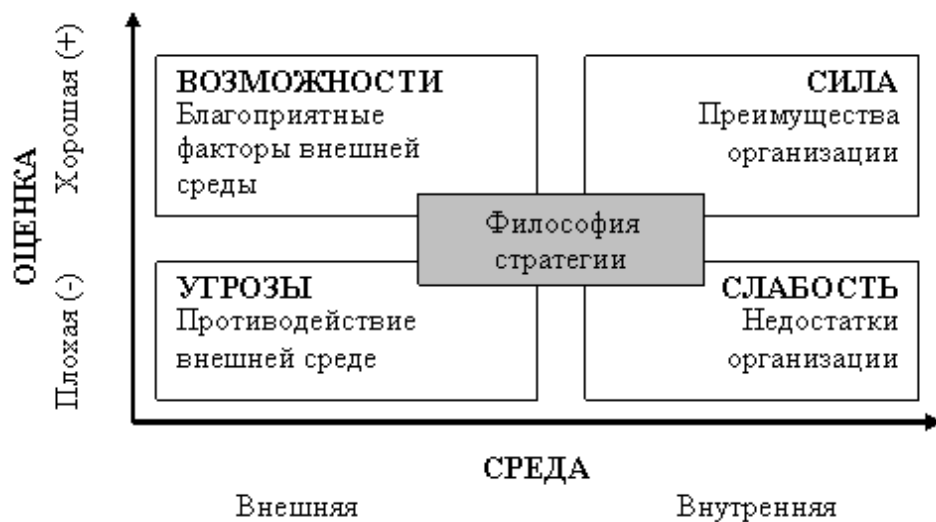 ОЦЕНКА
Хорошая (+)
Плохая (-)
ВОЗМОЖНОСТИ
Благоприятные
факторы внешней
среды
СИЛА
Преимущества
организации
Философия
стратегии
УГРОЗЫ
Противодействие
внешней среде
СЛАБОСТЬ
Недостатки
организации
СРЕДА
Внешняя
Внутренняя